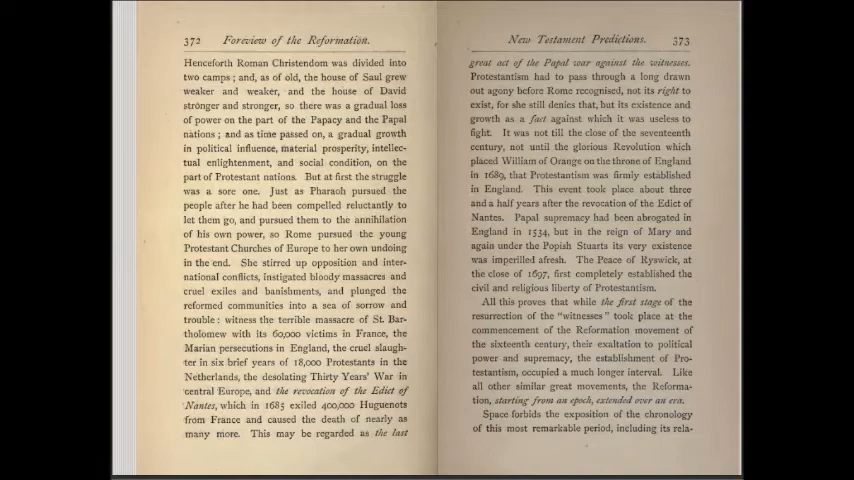 372 Foreview of the Reformation.
Henceforth Roman Christendom was divided into
two camps ; and, as of old, the house of Saul grew
weaker and weaker, and the house of David
stronger and stronger, so there was a gradual loss
of power on the part of the Papacy and the Papal
nations ; and as time passed on, a gradual growth
in political influence, material prosperity, intellec-
tual enlightenment, and social condition, on the
part of Protestant nations. But at first the struggle
was a sore one. Just as Pharaoh pursued the
people after he had been compelled reluctantly to
let them go, and pursued them to the annihilation
of his own power, so Rome pursued the young
Protestant Churches of Europe to her own undoing
in the end. She stirred up opposition and inter-
national conflicts, instigated bloody massacres and
cruel exiles and banishments, and plunged the
reformed communities into a sea of sorrow and
trouble : witness the terrible massacre of St. Bar-
tholomew with its 60,000 victims in France, the
Marian persecutions in England, the cruel slaugh-
ter in six brief years of 18,000 Protestants in the
Netherlands, the desolating Thirty Years' War in
central Europe, and the revocation of the Edict of
Nantes, which in 1685 exiled 400,000 Huguenots
from France and caused the death of nearly as
many more. This may be regarded as the last
New Testament Predictions. 373
great act of the Papal war against the witnesses.
Protestantism had to pass through a long drawn
out agony before Rome recognised, not its right to
exist, for she still denies that, but its existence and
growth as a fact against which it was useless to
fight. It was not till the close of the seventeenth
century, not until the glorious Revolution which
placed William of Orange on the throne of England
in 1689, that Protestantism was firmly established
in England. This event took place about three
and a half years after the revocation of the Edict of
Nantes. Papal supremacy had been abrogated in
England in 1534, but in the reign of Mary and
again under the Popish Stuarts its very existence
was imperilled afresh. The Peace of Ryswick, at
the close of 1697, first completely established the
civil and religious liberty of Protestantism.
All this proves that while the first stage of the
resurrection of the "witnesses" took place at the
commencement of the Reformation movement of
the sixteenth century, their exaltation to political
power and supremacy, the establishment of Pro-
testantism, occupied a much longer interval. Like
all other similar great movements, the Reforma-
tion, starting from an epoch, extended over an era.
Space forbids the exposition of the chronology
of this most remarkable period, including its rela-